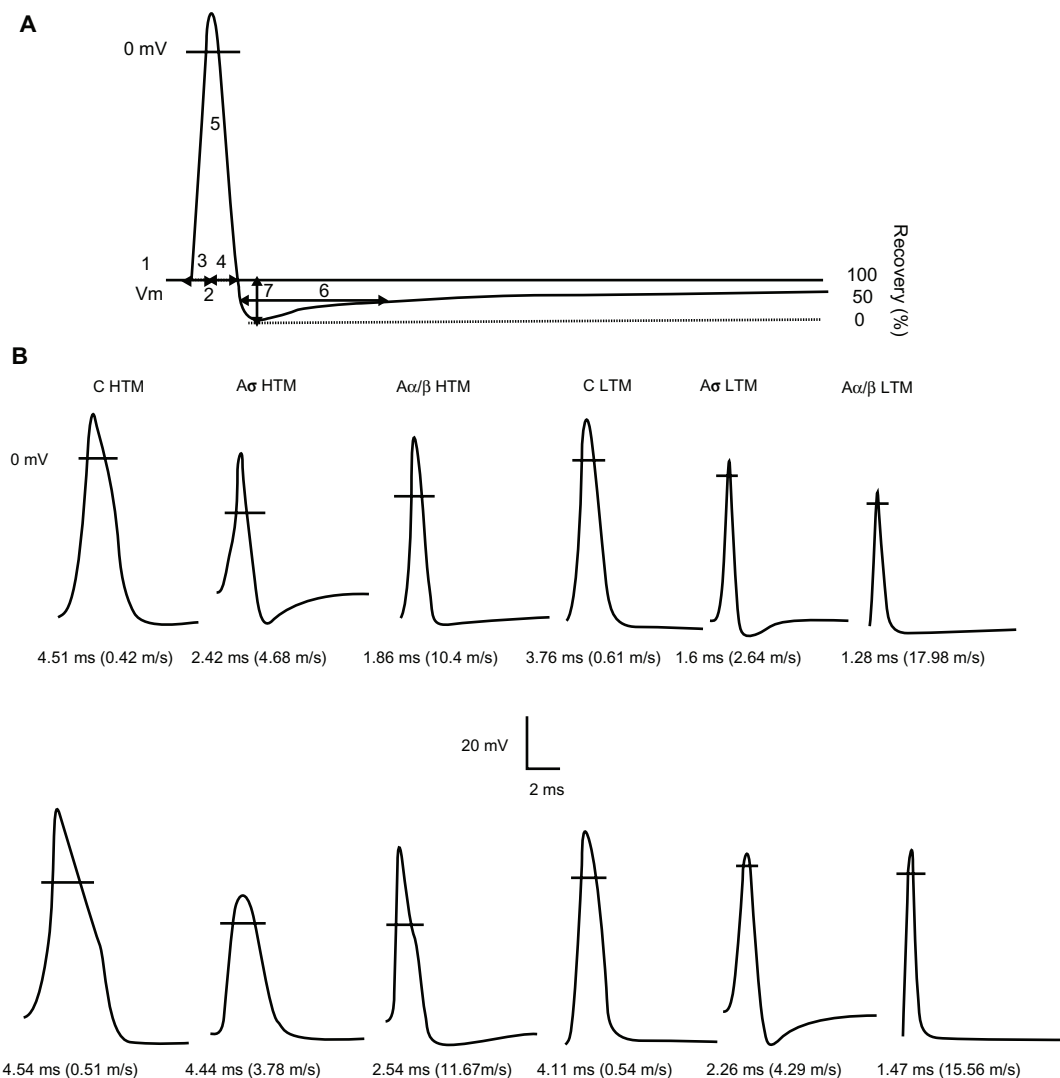 A
0 mV
5
3 4
1
Vm
2
7
6
100
50
0
Recovery (%)
B
C HTM
Aσ HTM
Aα/β HTM
C LTM
Aσ LTM
Aα/β LTM
0 mV
4.51 ms (0.42 m/s)
2.42 ms (4.68 m/s)
1.86 ms (10.4 m/s)
3.76 ms (0.61 m/s)
1.6 ms (2.64 m/s)
1.28 ms (17.98 m/s)
20 mV
2 ms
4.54 ms (0.51 m/s)
4.44 ms (3.78 m/s)
2.54 ms (11.67m/s)
4.11 ms (0.54 m/s)
2.26 ms (4.29 m/s)
1.47 ms (15.56 m/s)